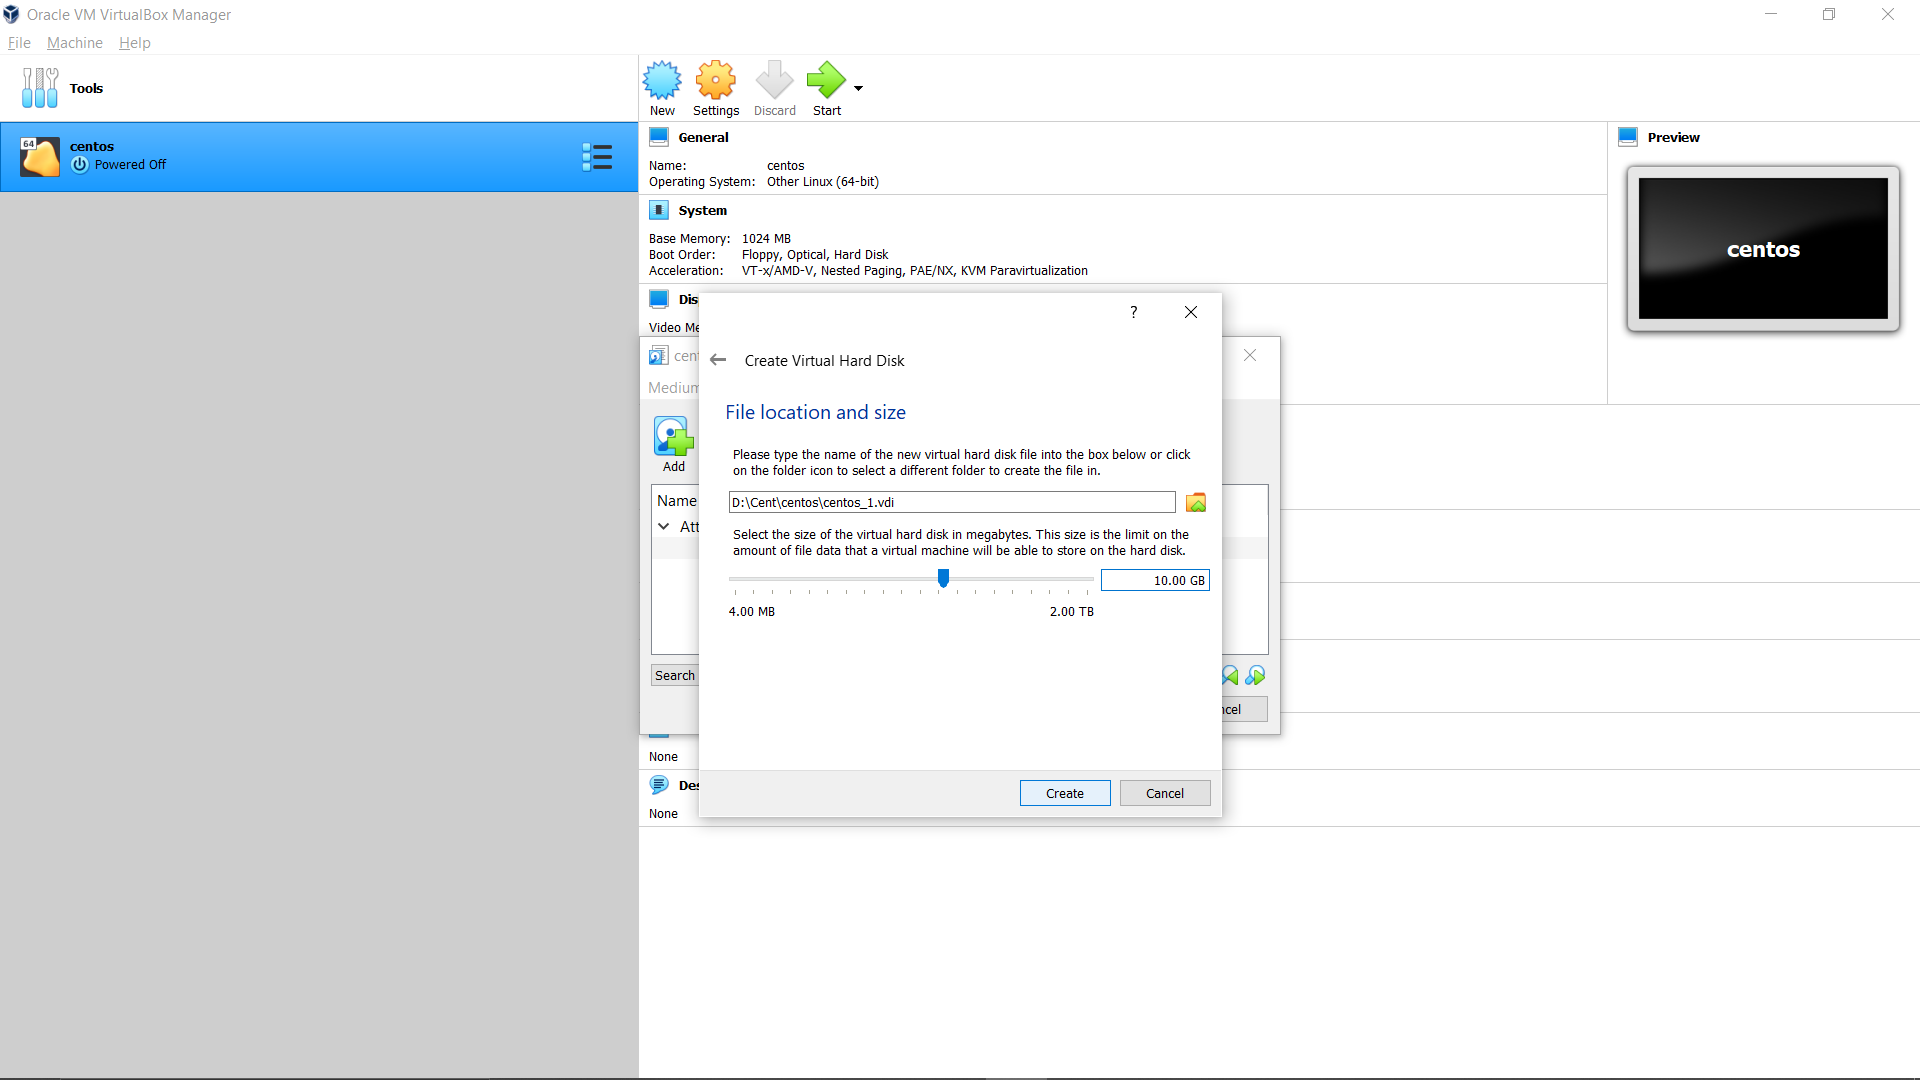 Oracle VM VirtualBox Manager
File Machine Help
Tools
New Settings Discard Start
64
centos
Powered Off
General
Name: centos
Operating System: Other Linux (64-bit)
Preview
centos
System
Base Memory: 1024 MB
Boot Order: Floppy, Optical, Hard Disk
Acceleration: VT-x/AMD-V, Nested Paging, PAE/NX, KVM Paravirtualization
Dis
Video Me
cen
Medium
Add
Name
Att
Search
ncel
?
Create Virtual Hard Disk
File location and size
Please type the name of the new virtual hard disk file into the box below or click
on the folder icon to select a different folder to create the file in.
D:\Cent\centos\centos_1.vdi
Select the size of the virtual hard disk in megabytes. This size is the limit on the
amount of file data that a virtual machine will be able to store on the hard disk.
10.00 GB
4.00 MB 2.00 TB
Create Cancel
None
Des
None